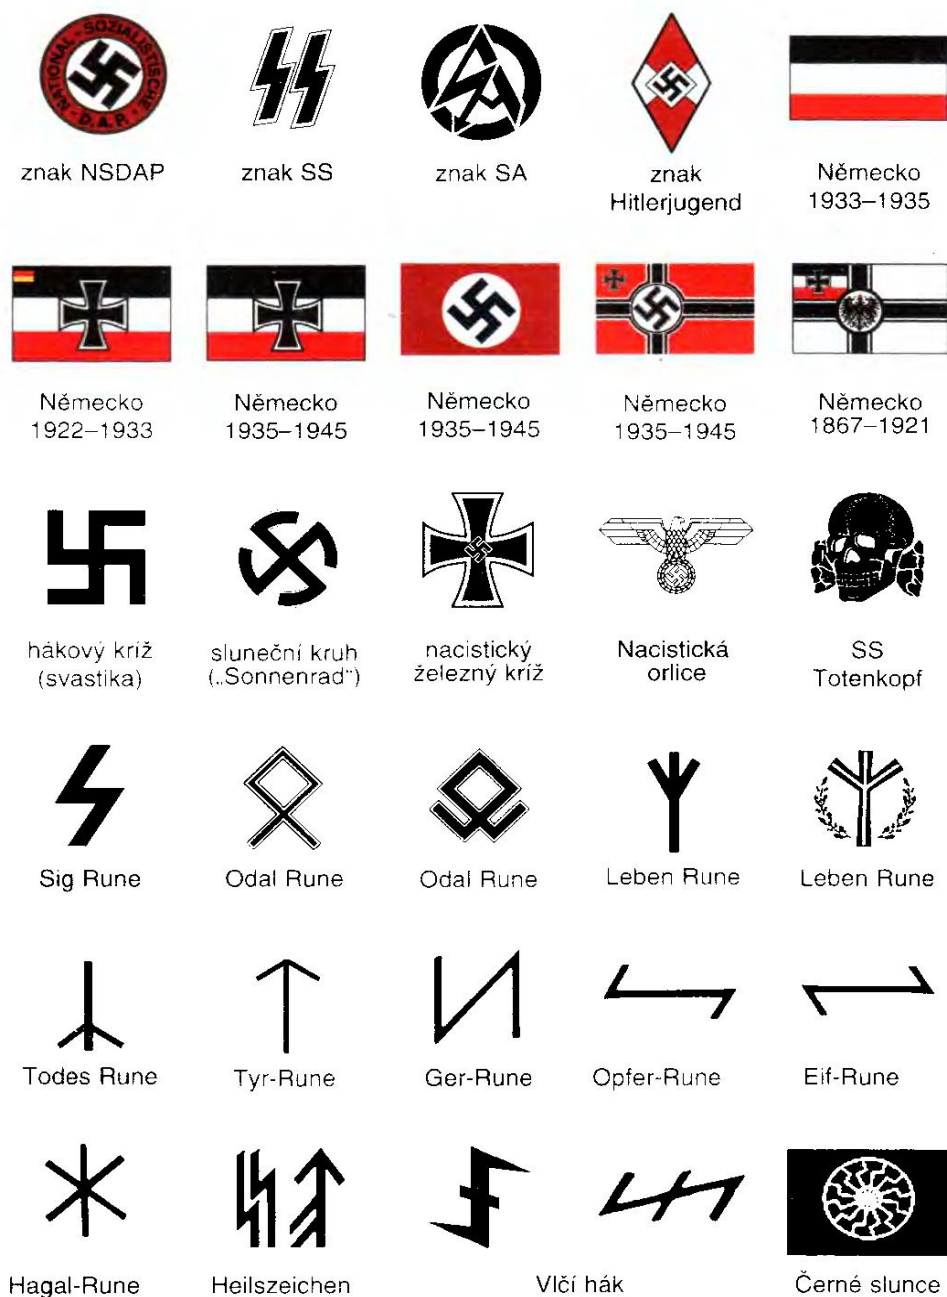 NATIONAL-SOZIALISTISCHE
D.A.P.
znak NSDAP
znak SS
znak SA
znak
Hitlerjugend
Německo
1933–1935
Německo
1922–1933
Německo
1935–1945
Německo
1935–1945
Německo
1935–1945
Německo
1867–1921
hákový kríž
(svastika)
sluneční kruh
(„Sonnenrad“)
nacistický
železný kríž
Nacistická
orlice
SS
Totenkopf
Sig Rune
Odal Rune
Odal Rune
Leben Rune
Leben Rune
Todes Rune
Tyr-Rune
Ger-Rune
Opfer-Rune
Eif-Rune
Hagal-Rune
Heilszeichen
Vlčí hák
Černé slunce